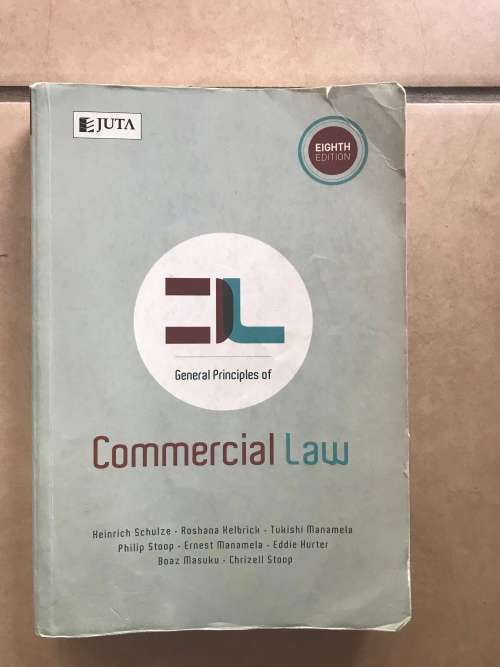 JUTA
EIGHTH
EDITION
General Principles of
Commercial Law
Heinrich Schulze · Roshana Kelbrick · Tukishi Manamela
Philip Stoop · Ernest Manamela · Eddie Hurter
Boaz Masuku · Chrizell Stoop